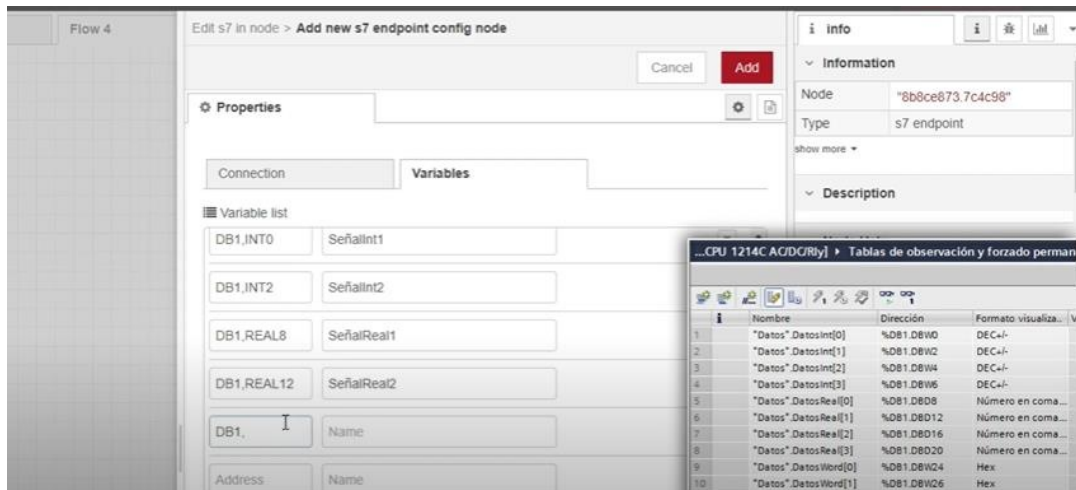 Flow 4
Edit s7 in node > Add new s7 endpoint config node
Cancel
Add
Properties
Connection
Variables
Variable list
DB1,INT0 SeñalInt1
DB1,INT2 SeñalInt2
DB1,REAL8 SeñalReal1
DB1,REAL12 SeñalReal2
DB1, Name
Address Name
i info
Information
Node "8b8ce873.7c4c98"
Type s7 endpoint
show more
Description
...CPU 1214C AC/DC/Rly] Tablas de observación y forzado perman
i Nombre Dirección Formato visualiza... V
1 "Datos".DatosInt[0] %DB1.DBW0 DEC+/-
2 "Datos".DatosInt[1] %DB1.DBW2 DEC+/-
3 "Datos".DatosInt[2] %DB1.DBW4 DEC+/-
4 "Datos".DatosInt[3] %DB1.DBW6 DEC+/-
5 "Datos".DatosReal[0] %DB1.DBD8 Número en coma...
6 "Datos".DatosReal[1] %DB1.DBD12 Número en coma...
7 "Datos".DatosReal[2] %DB1.DBD16 Número en coma...
8 "Datos".DatosReal[3] %DB1.DBD20 Número en coma...
9 "Datos".DatosWord[0] %DB1.DBW24 Hex
10 "Datos".DatosWord[1] %DB1.DBW26 Hex